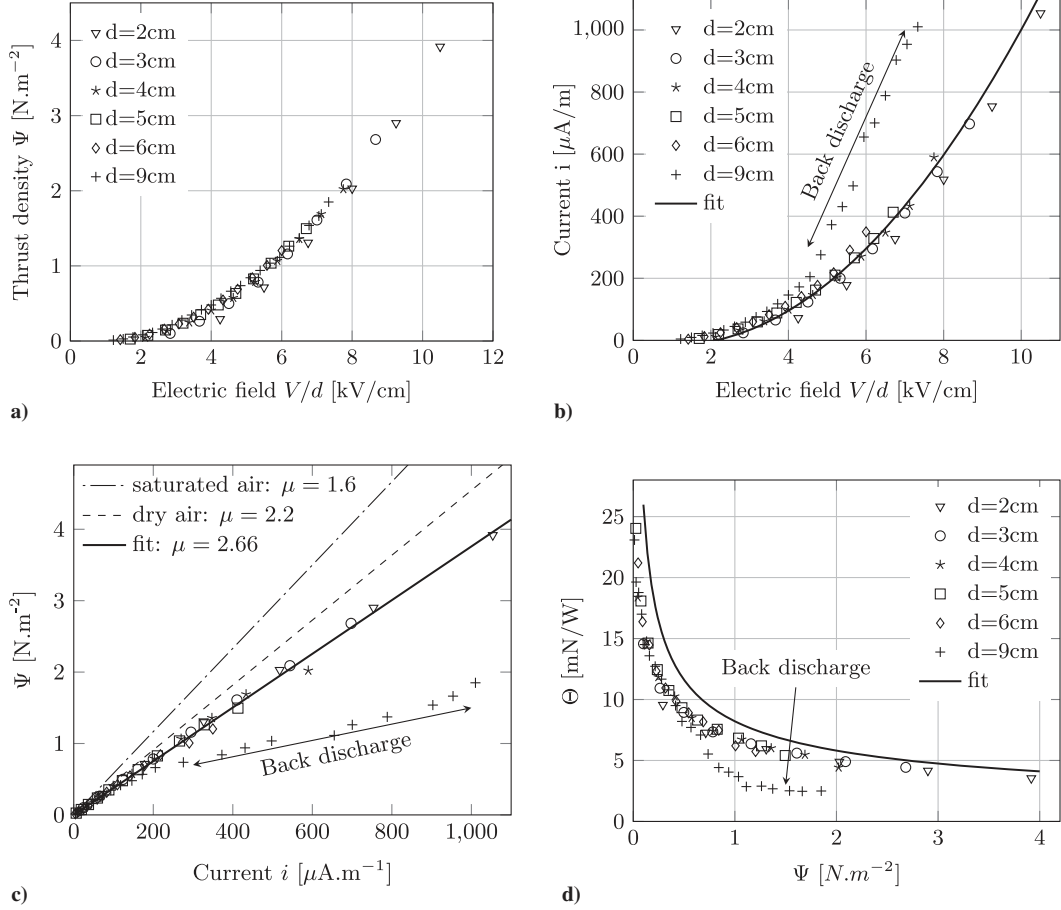 4
3
2
1
0
0
2
4
6
8
10
12
Thrust density Ψ [N.m⁻²]
d=2cm
d=3cm
d=4cm
d=5cm
d=6cm
d=9cm
Electric field V/d [kV/cm]
a)
1,000
800
600
400
200
0
0
2
4
6
8
10
Current i [μA/m]
d=2cm
d=3cm
d=4cm
d=5cm
d=6cm
d=9cm
fit
Back discharge
Electric field V/d [kV/cm]
b)
4
3
2
1
0
0
200
400
600
800
1,000
Ψ [N.m⁻²]
saturated air: μ = 1.6
dry air: μ = 2.2
fit: μ = 2.66
Back discharge
Current i [μA.m⁻¹]
c)
25
20
15
10
5
0
0
1
2
3
4
Θ [mN/W]
d=2cm
d=3cm
d=4cm
d=5cm
d=6cm
d=9cm
fit
Back discharge
Ψ [N.m⁻²]
d)